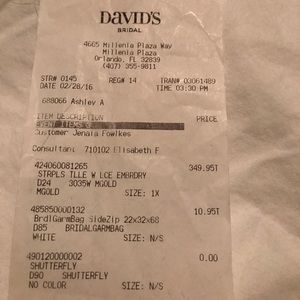 DAVID'S
BRIDAL
4665 Millenia Plaza Way
Millenia Plaza
Orlando, FL 32839
(407) 355-9811
STR# 0145 REG# 14 TRAN# 03061489
DATE 02/28/16 TIME 03:30 PM
688066 Ashley A
ITEM DESCRIPTION PRICE
EVENT ITEMS
Customer Jenaia Fowlkes
Consultant 710102 Elisabeth F
424060081265 349.95T
STRPLS TLLE W LCE EMBRDRY
D24 3035W MGOLD
MGOLD SIZE: 1X
485850000132 10.95T
BrdlGarmBag SideZip 22x32x68
D85 BRIDALGARMBAG
WHITE SIZE: N/S
490120000002 0.00
SHUTTERFLY
D90 SHUTTERFLY
NO COLOR SIZE: N/S